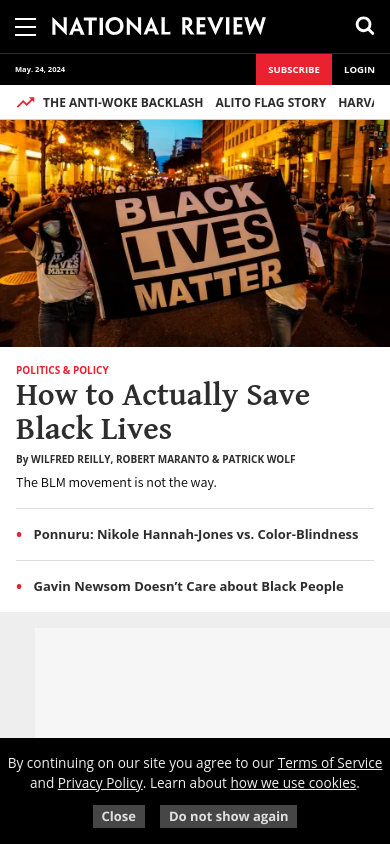 NATIONAL REVIEW
May. 24, 2024
SUBSCRIBE
LOGIN
THE ANTI-WOKE BACKLASH ALITO FLAG STORY HARVA
BLACK
LIVES
MATTER
BLACK
LIVES
MATTER
POLITICS & POLICY
How to Actually Save
Black Lives
By WILFRED REILLY, ROBERT MARANTO & PATRICK WOLF
The BLM movement is not the way.
• Ponnuru: Nikole Hannah-Jones vs. Color-Blindness
• Gavin Newsom Doesn’t Care about Black People
By continuing on our site you agree to our Terms of Service
and Privacy Policy. Learn about how we use cookies.
Close
Do not show again